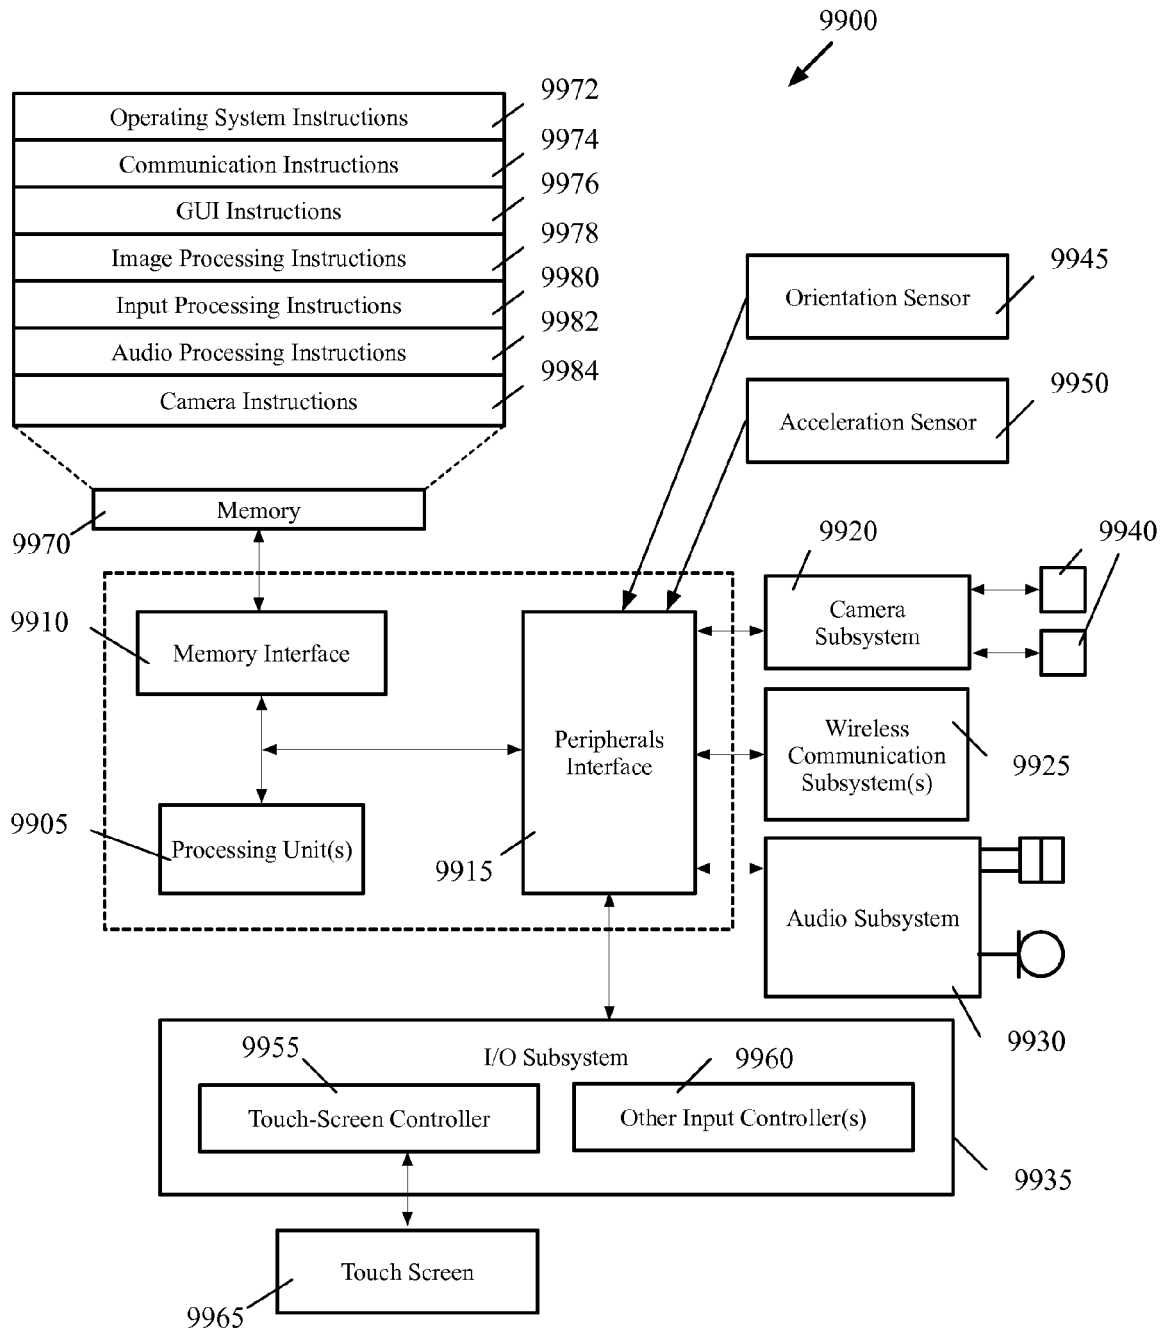 9900
9972
Operating System Instructions
9974
Communication Instructions
9976
GUI Instructions
9978
Image Processing Instructions
9980
Input Processing Instructions
9982
Audio Processing Instructions
9984
Camera Instructions
9945
Orientation Sensor
9950
Acceleration Sensor
Memory
9970
9920
9940
Camera
Subsystem
9910
Memory Interface
Peripherals
Interface
Wireless
Communication
Subsystem(s)
9925
9905
Processing Unit(s)
9915
Audio Subsystem
9930
9955
I/O Subsystem
9960
Touch-Screen Controller
Other Input Controller(s)
9935
Touch Screen
9965